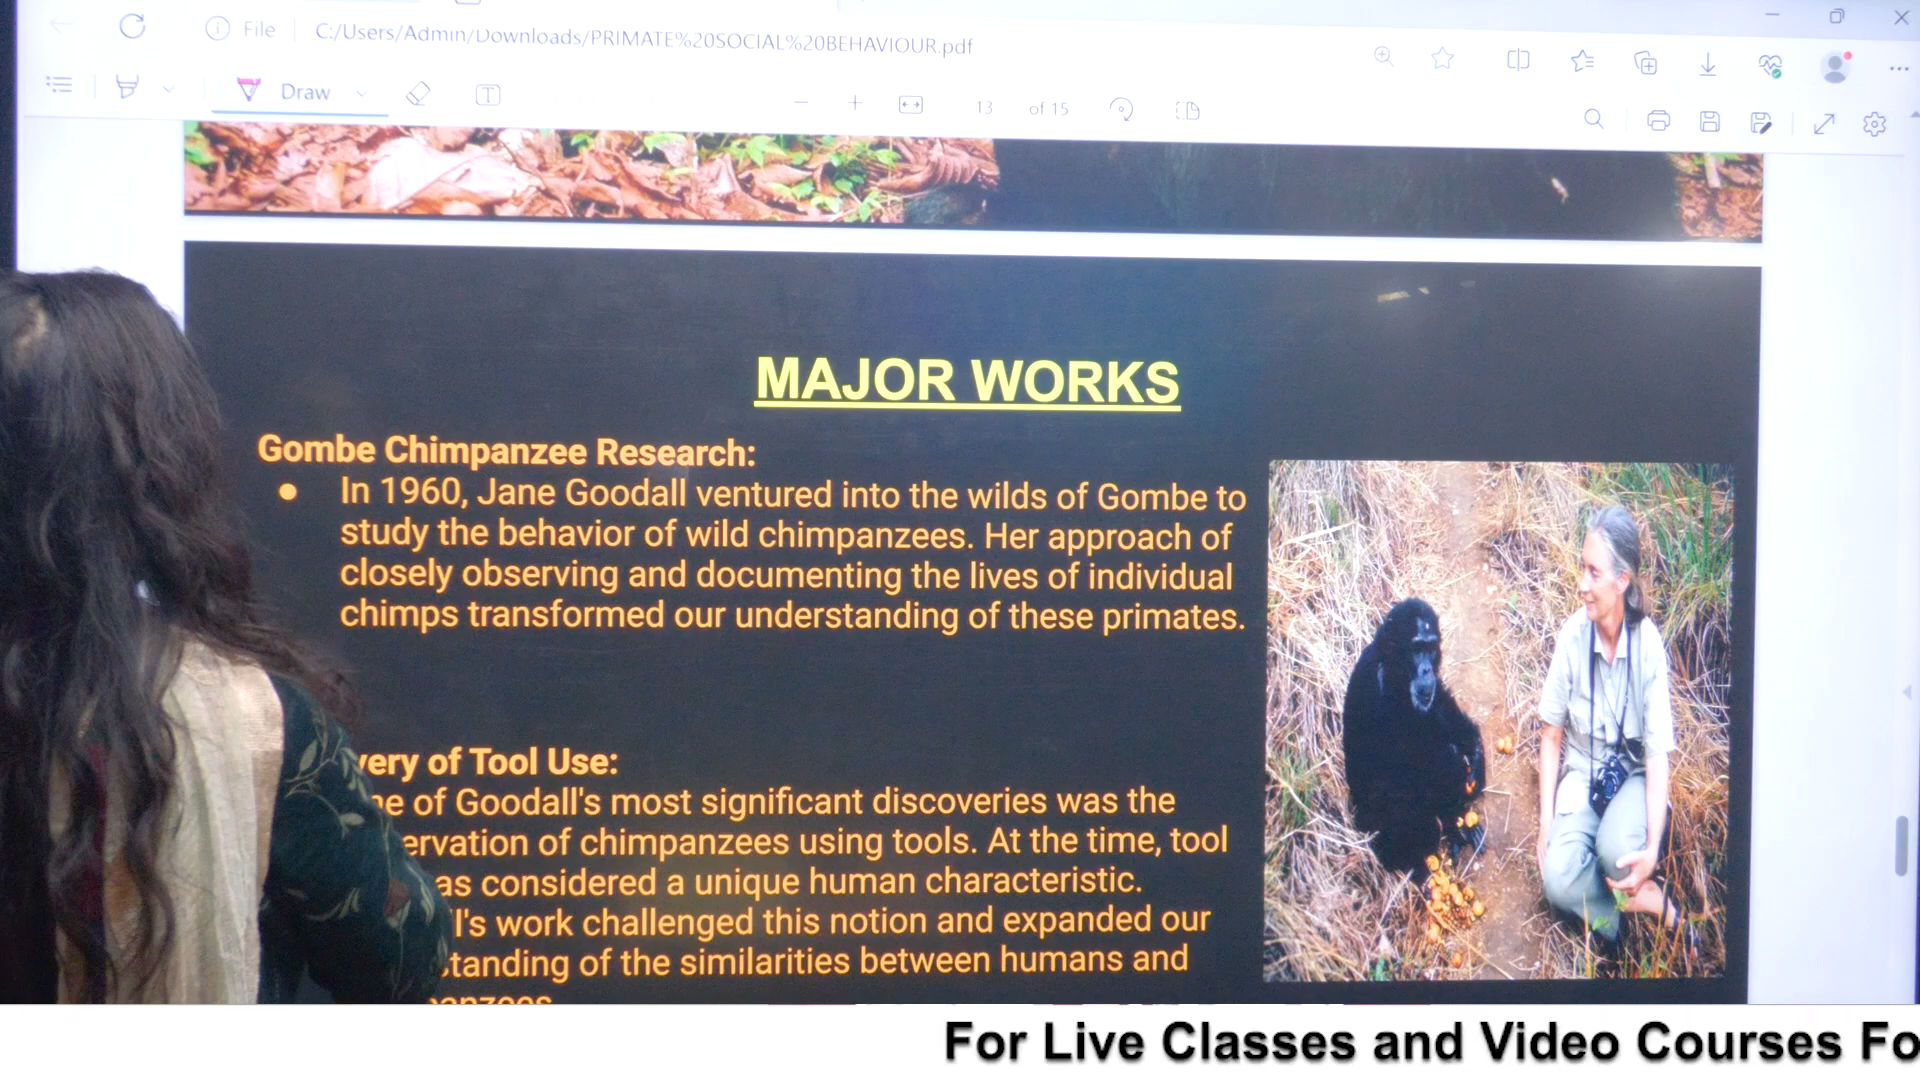 File C:/Users/Admin/Downloads/PRIMATE%20SOCIAL%20BEHAVIOUR.pdf
Draw
13 of 15
MAJOR WORKS
Gombe Chimpanzee Research:
● In 1960, Jane Goodall ventured into the wilds of Gombe to
study the behavior of wild chimpanzees. Her approach of
closely observing and documenting the lives of individual
chimps transformed our understanding of these primates.
of Tool Use:
of Goodall's most significant discoveries was the
of chimpanzees using tools. At the time, tool
considered a unique human characteristic.
work challenged this notion and expanded our
of the similarities between humans and
For Live Classes and Video Courses